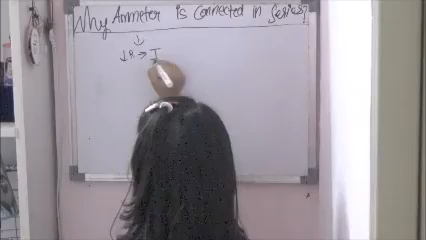 Why Ammeter is Connected In Series?
↓
↓R → I